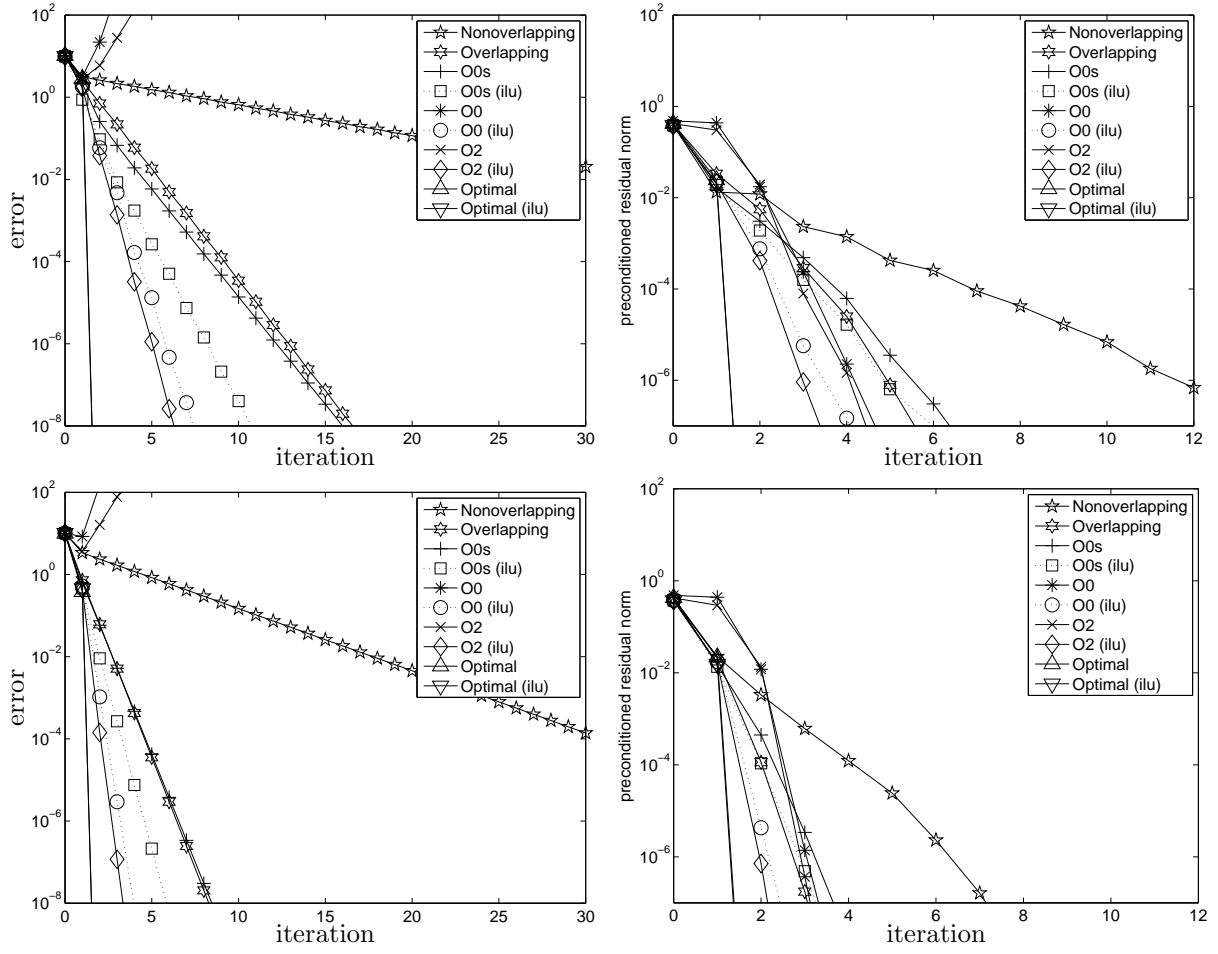 10^2
10^0
10^−2
10^−4
10^−6
10^−8
error
0 5 10 15 20 25 30
iteration
Nonoverlapping
Overlapping
O0s
O0s (ilu)
O0
O0 (ilu)
O2
O2 (ilu)
Optimal
Optimal (ilu)
10^2
10^0
10^−2
10^−4
10^−6
preconditioned residual norm
0 2 4 6 8 10 12
iteration
Nonoverlapping
Overlapping
O0s
O0s (ilu)
O0
O0 (ilu)
O2
O2 (ilu)
Optimal
Optimal (ilu)
10^2
10^0
10^−2
10^−4
10^−6
10^−8
error
0 5 10 15 20 25 30
iteration
Nonoverlapping
Overlapping
O0s
O0s (ilu)
O0
O0 (ilu)
O2
O2 (ilu)
Optimal
Optimal (ilu)
10^2
10^0
10^−2
10^−4
10^−6
preconditioned residual norm
0 2 4 6 8 10 12
iteration
Nonoverlapping
Overlapping
O0s
O0s (ilu)
O0
O0 (ilu)
O2
O2 (ilu)
Optimal
Optimal (ilu)